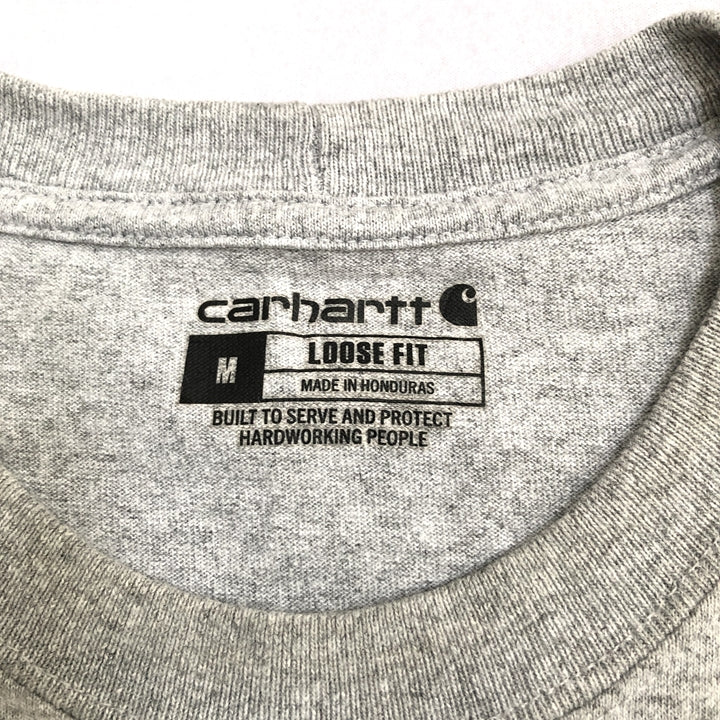 carhartt
M
LOOSE FIT
MADE IN HONDURAS
BUILT TO SERVE AND PROTECT
HARDWORKING PEOPLE